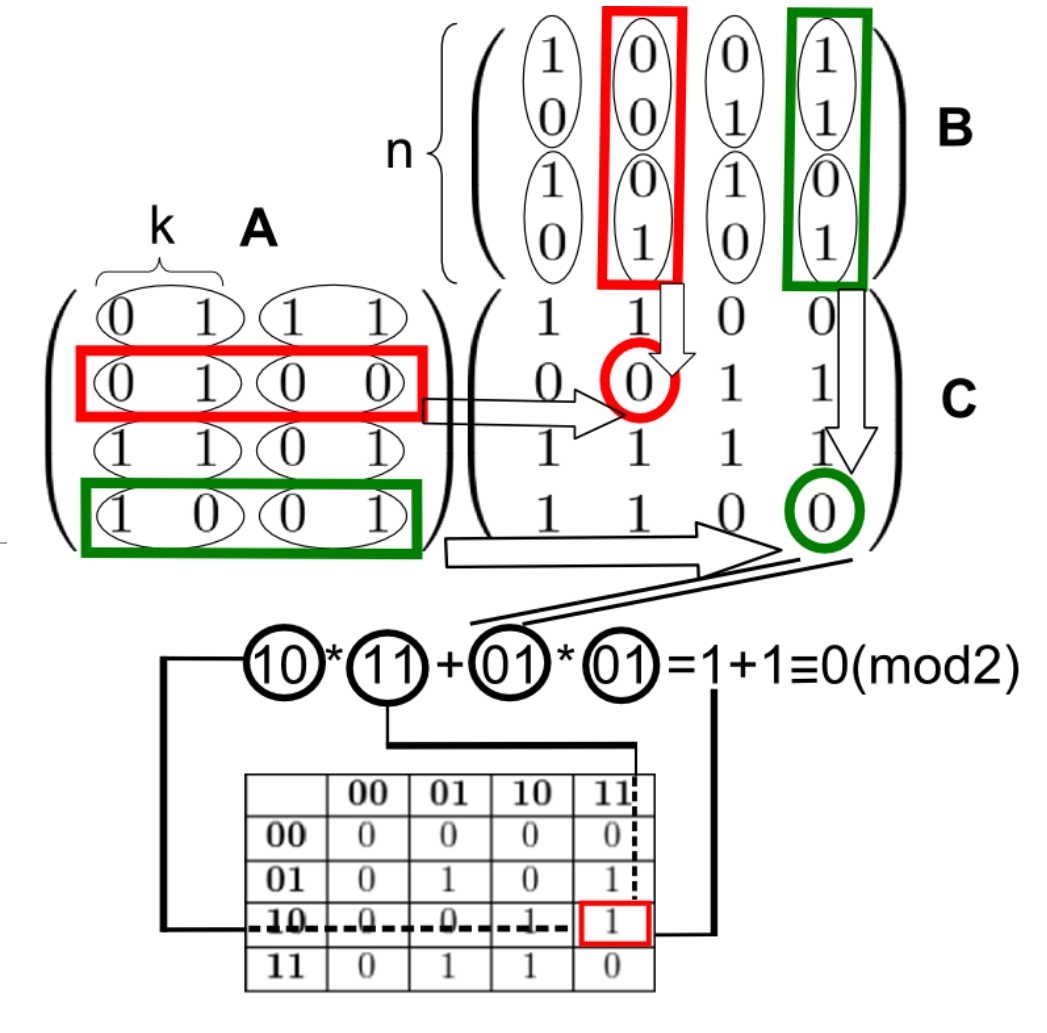 1 0 0 1
0 0 1 1
B
n
1 0 1 0
0 1 0 1
k A
0 1 1 1 1 1 0 0
0 1 0 0 0 0 1 1
C
1 1 0 1 1 1 1 1
1 0 0 1 1 1 0 0
10*11+01*01=1+1≡0(mod2)
00 01 10 11
00 0 0 0 0
01 0 1 0 1
10 0 0 1 1
11 0 1 1 0